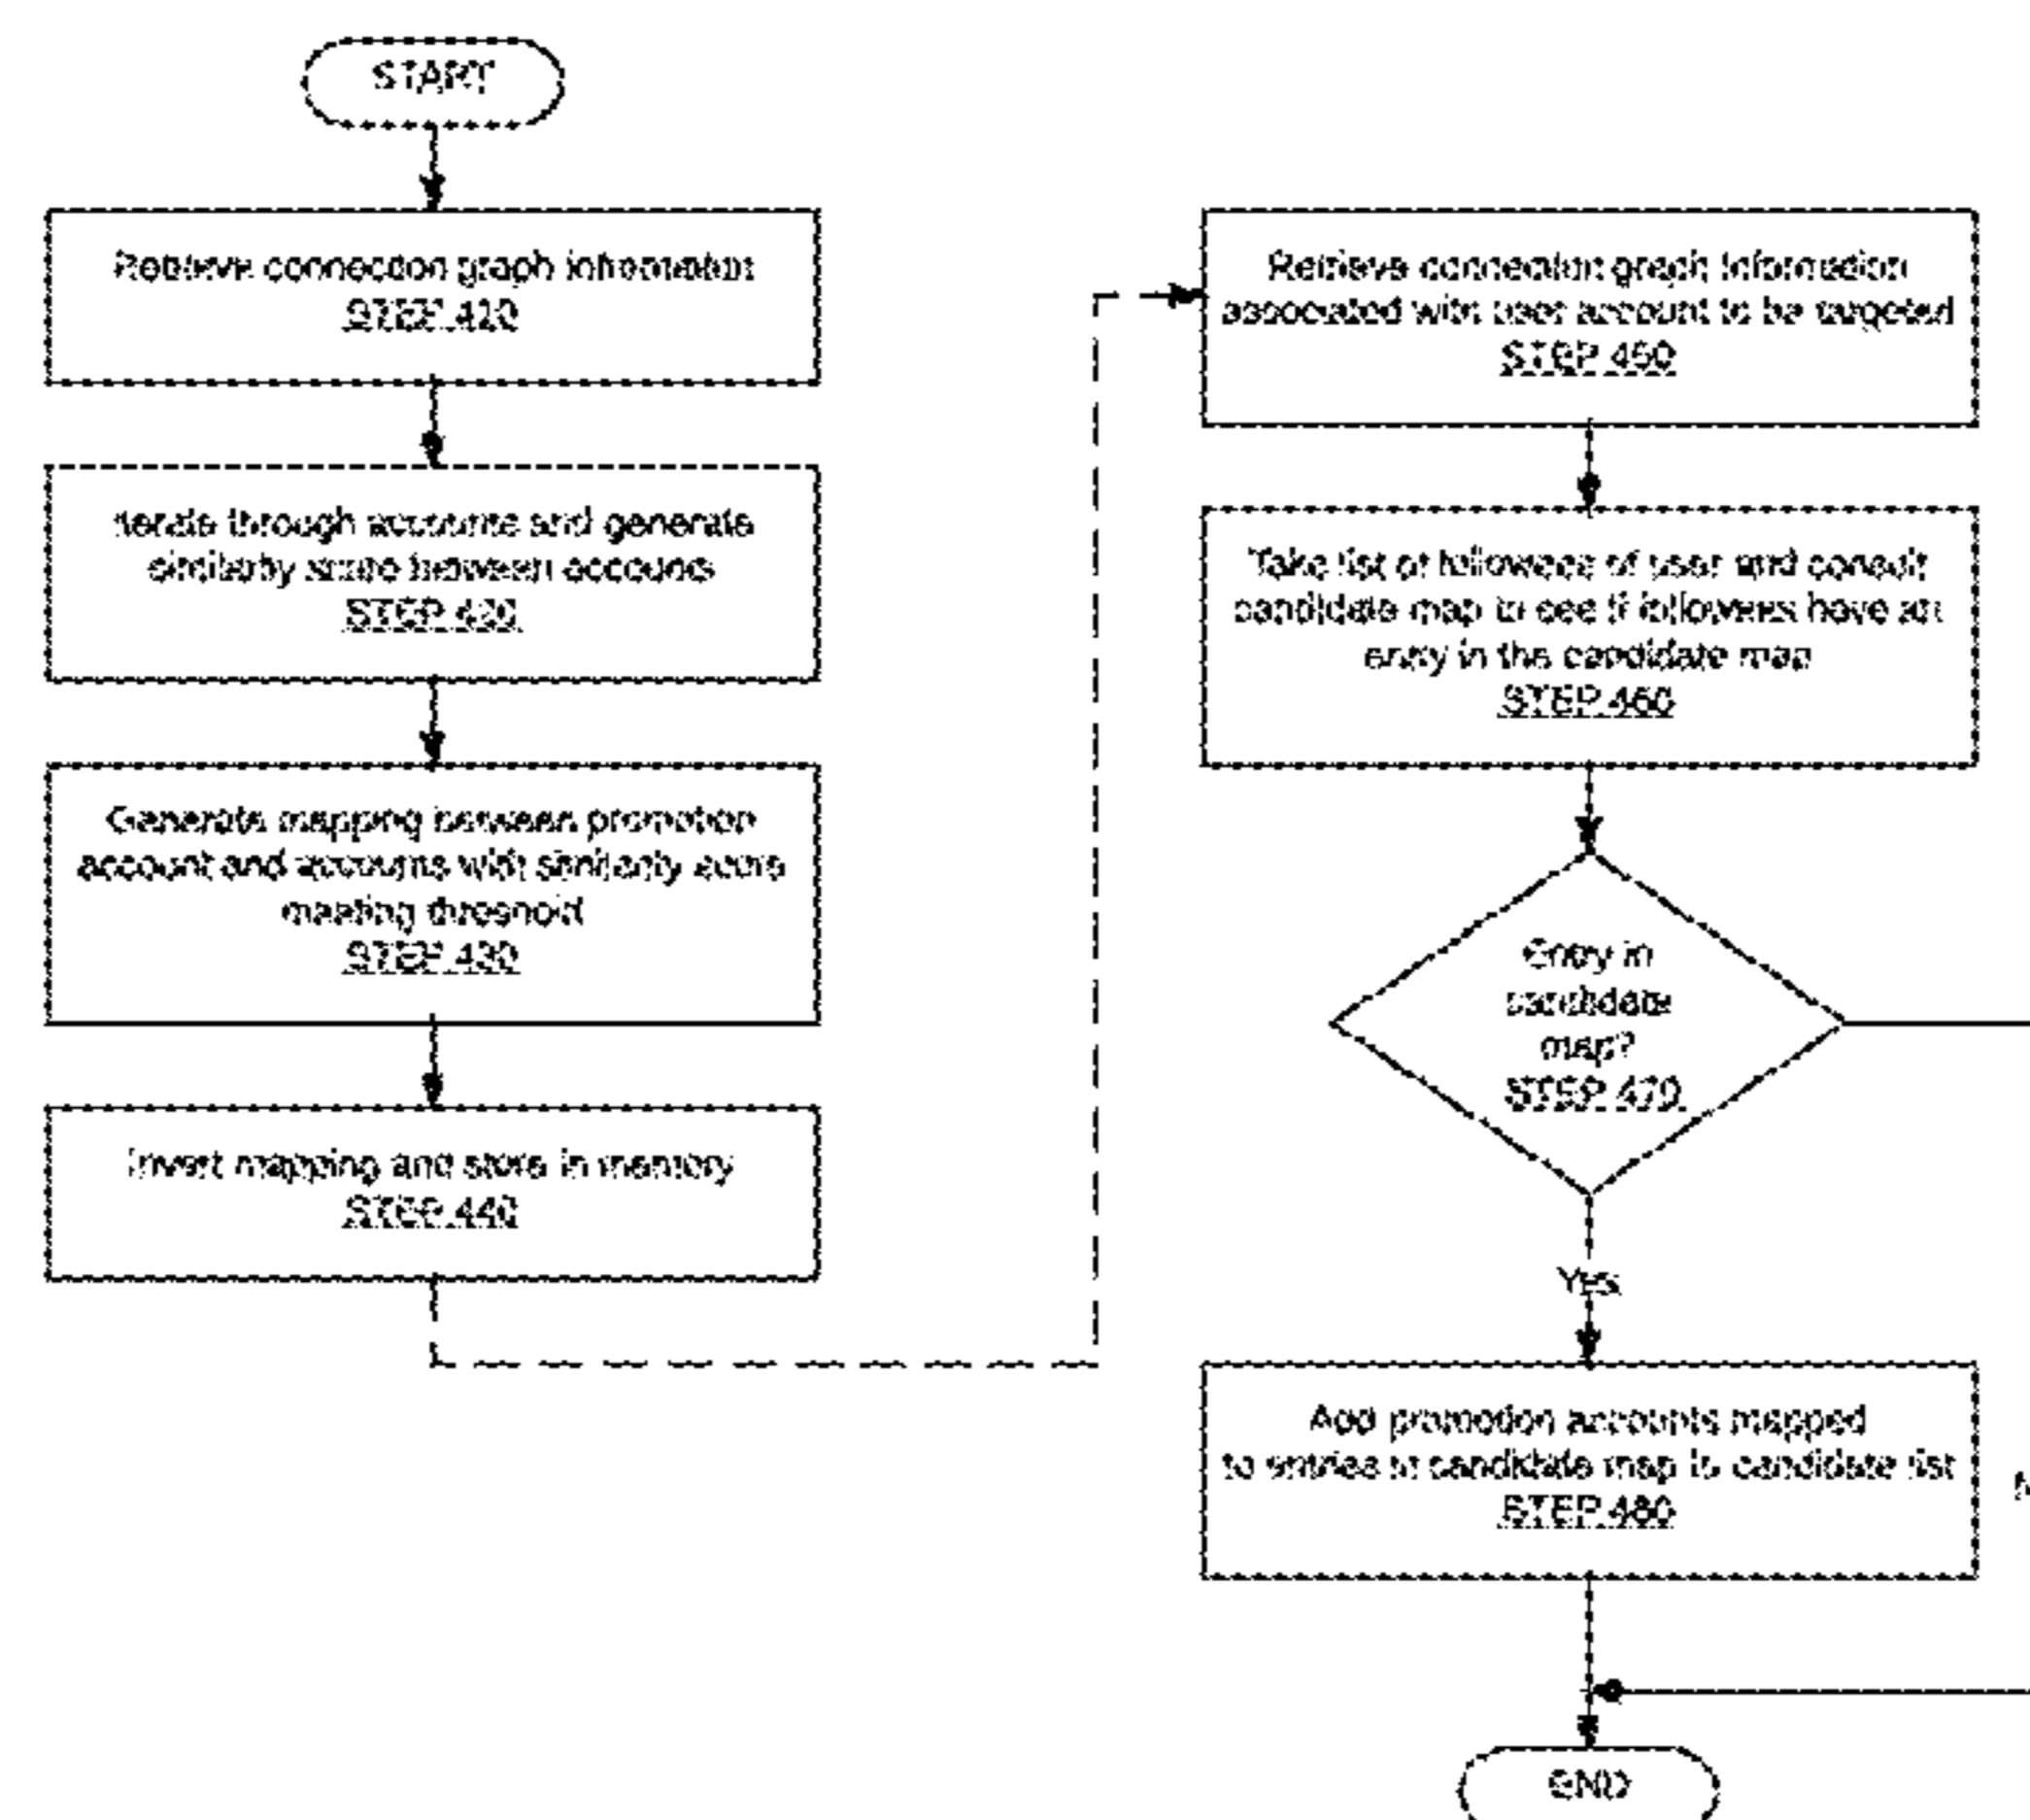 START
Retrieve connection graph information
STEP 410
Iterate through accounts and generate
similarity score between accounts
STEP 420
Generate mapping between promotion
account and accounts with similarity score
meeting threshold
STEP 430
Invert mapping and store in memory
STEP 440
Retrieve connection graph information
associated with user account to be targeted
STEP 450
Take list of followees of user and consult
candidate map to see if followees have an
entry in the candidate map
STEP 460
Entry in
candidate
map?
STEP 470
Yes
Add promotion accounts mapped
to entries in candidate map to candidate list
STEP 480
END